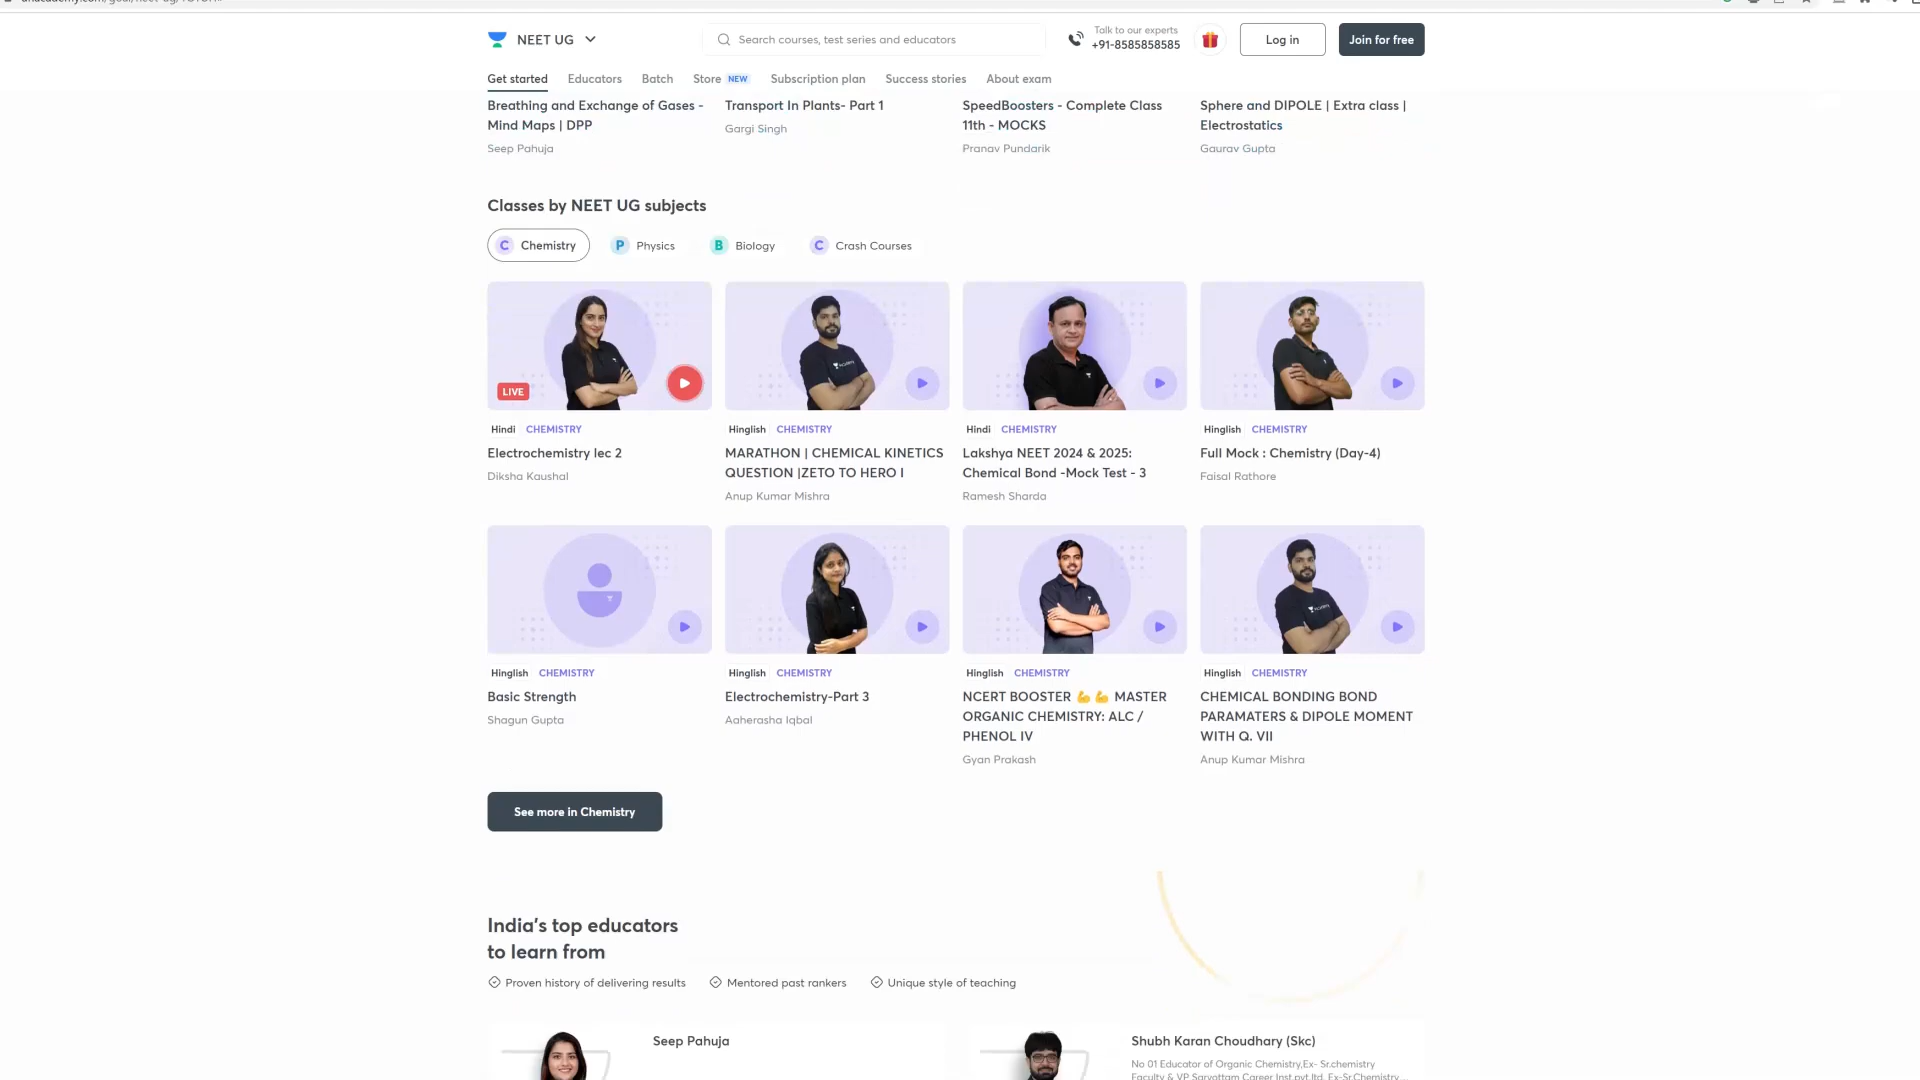 NEET UG
Search courses, test series and educators
Talk to our experts
+91-8585858585
Log in
Join for free
Get started
Educators
Batch
Store NEW
Subscription plan
Success stories
About exam
Breathing and Exchange of Gases -
Mind Maps | DPP
Seep Pahuja
Transport In Plants- Part 1
Gargi Singh
SpeedBoosters - Complete Class
11th - MOCKS
Pranav Pundarik
Sphere and DIPOLE | Extra class |
Electrostatics
Gaurav Gupta
Classes by NEET UG subjects
C Chemistry
P Physics
B Biology
C Crash Courses
LIVE
Hindi CHEMISTRY
Electrochemistry lec 2
Diksha Kaushal
Hinglish CHEMISTRY
MARATHON | CHEMICAL KINETICS
QUESTION |ZETO TO HERO I
Anup Kumar Mishra
Hindi CHEMISTRY
Lakshya NEET 2024 & 2025:
Chemical Bond -Mock Test - 3
Ramesh Sharda
Hinglish CHEMISTRY
Full Mock : Chemistry (Day-4)
Faisal Rathore
Hinglish CHEMISTRY
Basic Strength
Shagun Gupta
Hinglish CHEMISTRY
Electrochemistry-Part 3
Aaherasha Iqbal
Hinglish CHEMISTRY
NCERT BOOSTER 💪 💪 MASTER
ORGANIC CHEMISTRY: ALC /
PHENOL IV
Gyan Prakash
Hinglish CHEMISTRY
CHEMICAL BONDING BOND
PARAMATERS & DIPOLE MOMENT
WITH Q. VII
Anup Kumar Mishra
See more in Chemistry
India's top educators
to learn from
Proven history of delivering results
Mentored past rankers
Unique style of teaching
Seep Pahuja
Shubh Karan Choudhary (Skc)
No 01 Educator of Organic Chemistry,Ex- Sr.chemistry
Faculty & VP Sarvottam Career Inst.pvt.ltd, Ex-Sr.Chemistry...